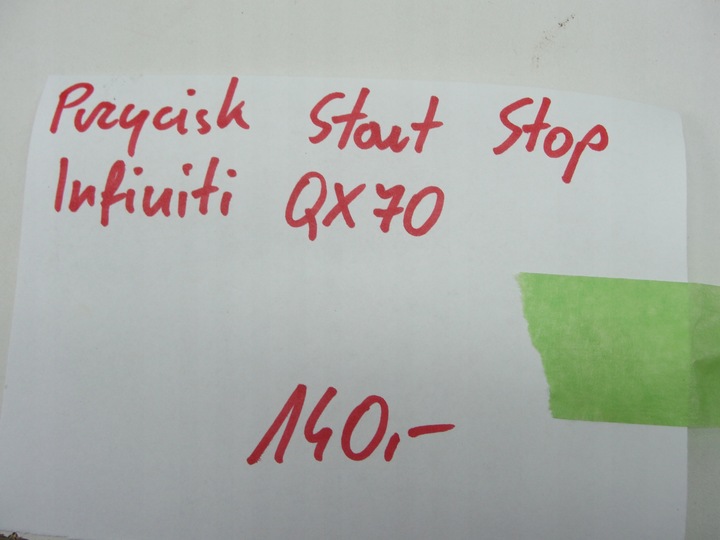 Przycisk Start Stop
Infiniti QX70
140,-